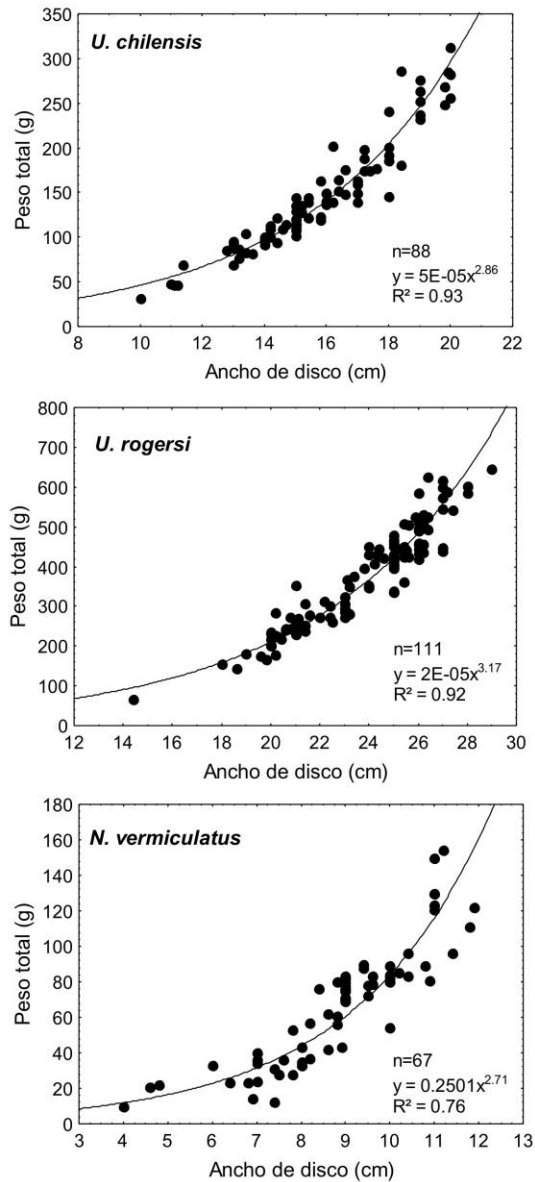 U. chilensis
350
300
250
200
150
100
50
0
Peso total (g)
n=88
y = 5E-05x^2.86
R² = 0.93
8 10 12 14 16 18 20 22
Ancho de disco (cm)
U. rogersi
800
700
600
500
400
300
200
100
0
Peso total (g)
n=111
y = 2E-05x^3.17
R² = 0.92
12 14 16 18 20 22 24 26 28 30
Ancho de disco (cm)
N. vermiculatus
180
160
140
120
100
80
60
40
20
0
Peso total (g)
n=67
y = 0.2501x^2.71
R² = 0.76
3 4 5 6 7 8 9 10 11 12 13
Ancho de disco (cm)